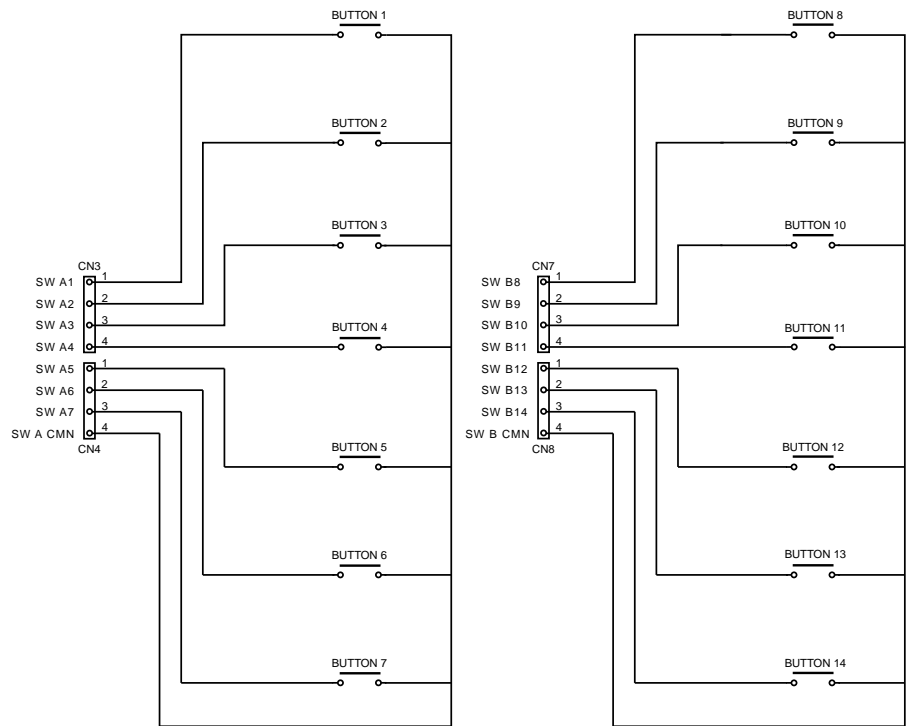 BUTTON 1
BUTTON 2
BUTTON 3
CN3
SW A1 1
SW A2 2
SW A3 3
SW A4 4
BUTTON 4
SW A5 1
SW A6 2
SW A7 3
SW A CMN 4
CN4
BUTTON 5
BUTTON 6
BUTTON 7
BUTTON 8
BUTTON 9
BUTTON 10
CN7
SW B8 1
SW B9 2
SW B10 3
SW B11 4
BUTTON 11
SW B12 1
SW B13 2
SW B14 3
SW B CMN 4
CN8
BUTTON 12
BUTTON 13
BUTTON 14